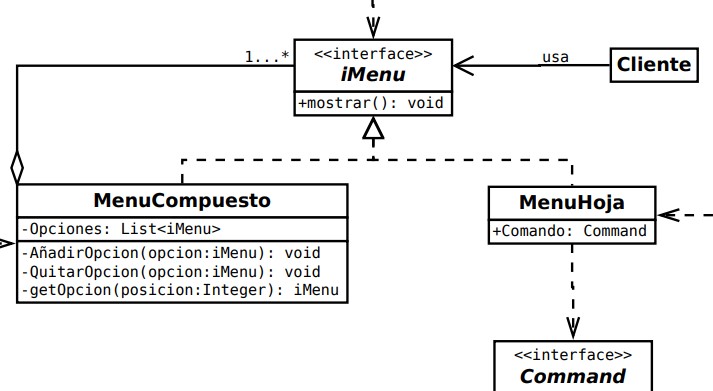 1...*
<<interface>>
iMenu
+mostrar(): void
usa
Cliente
MenuCompuesto
-Opciones: List<iMenu>
-AñadirOpcion(opcion:iMenu): void
-QuitarOpcion(opcion:iMenu): void
-getOpcion(posicion:Integer): iMenu
MenuHoja
+Comando: Command
<<interface>>
Command